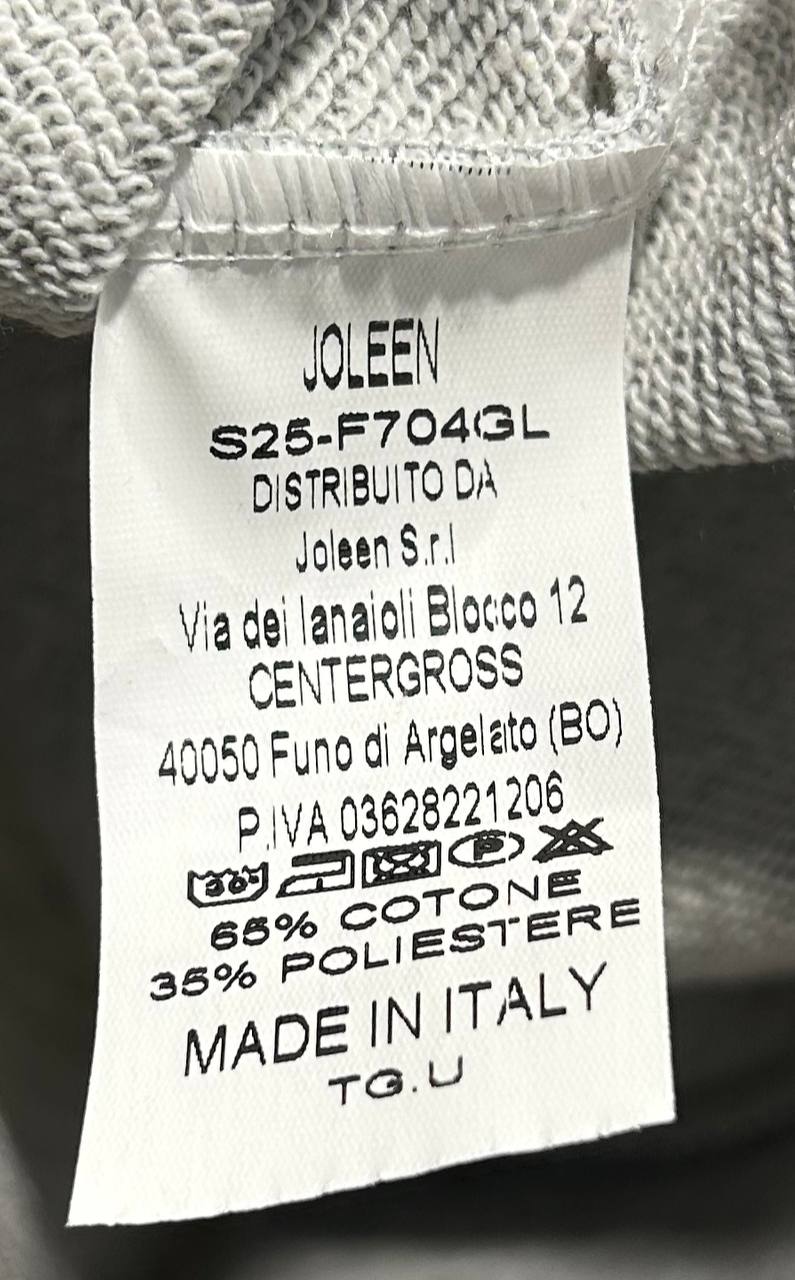 JOLEEN
S25-F704GL
DISTRIBUITO DA
Joleen S.r.l
Via dei lanaioli Blocco 12
CENTERGROSS
40050 Funo di Argelato (BO)
P.IVA 03628221206
30° P
65% COTONE
35% POLIESTERE
MADE IN ITALY
TG.U